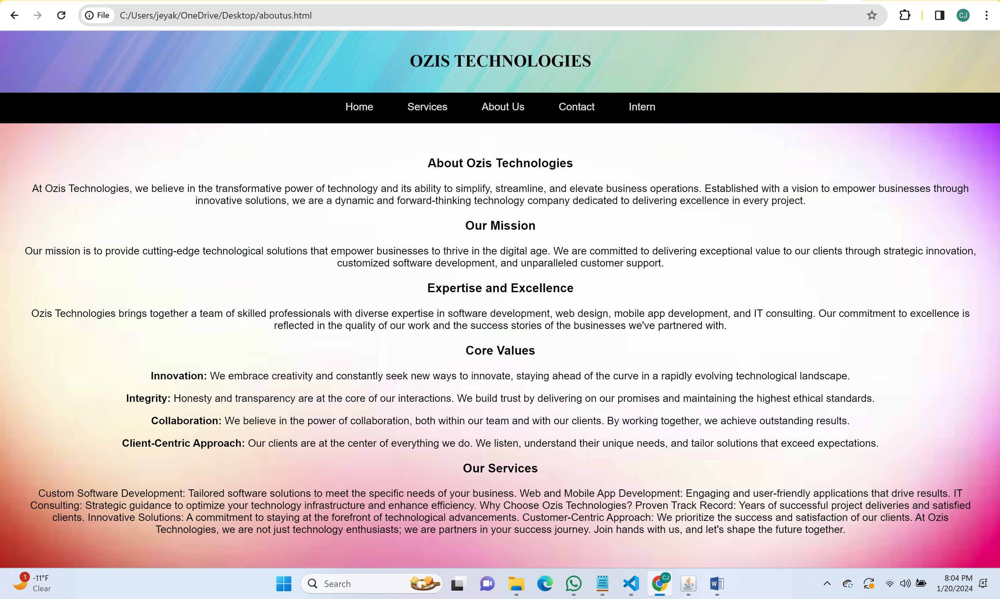 File C:/Users/jeyak/OneDrive/Desktop/aboutus.html CJ
OZIS TECHNOLOGIES
Home Services About Us Contact Intern
About Ozis Technologies
At Ozis Technologies, we believe in the transformative power of technology and its ability to simplify, streamline, and elevate business operations. Established with a vision to empower businesses through
innovative solutions, we are a dynamic and forward-thinking technology company dedicated to delivering excellence in every project.
Our Mission
Our mission is to provide cutting-edge technological solutions that empower businesses to thrive in the digital age. We are committed to delivering exceptional value to our clients through strategic innovation,
customized software development, and unparalleled customer support.
Expertise and Excellence
Ozis Technologies brings together a team of skilled professionals with diverse expertise in software development, web design, mobile app development, and IT consulting. Our commitment to excellence is
reflected in the quality of our work and the success stories of the businesses we've partnered with.
Core Values
Innovation: We embrace creativity and constantly seek new ways to innovate, staying ahead of the curve in a rapidly evolving technological landscape.
Integrity: Honesty and transparency are at the core of our interactions. We build trust by delivering on our promises and maintaining the highest ethical standards.
Collaboration: We believe in the power of collaboration, both within our team and with our clients. By working together, we achieve outstanding results.
Client-Centric Approach: Our clients are at the center of everything we do. We listen, understand their unique needs, and tailor solutions that exceed expectations.
Our Services
Custom Software Development: Tailored software solutions to meet the specific needs of your business. Web and Mobile App Development: Engaging and user-friendly applications that drive results. IT
Consulting: Strategic guidance to optimize your technology infrastructure and enhance efficiency. Why Choose Ozis Technologies? Proven Track Record: Years of successful project deliveries and satisfied
clients. Innovative Solutions: A commitment to staying at the forefront of technological advancements. Customer-Centric Approach: We prioritize the success and satisfaction of our clients. At Ozis
Technologies, we are not just technology enthusiasts; we are partners in your success journey. Join hands with us, and let's shape the future together.
1 -11°F
Clear
Search
CJ
W
8:04 PM
1/20/2024